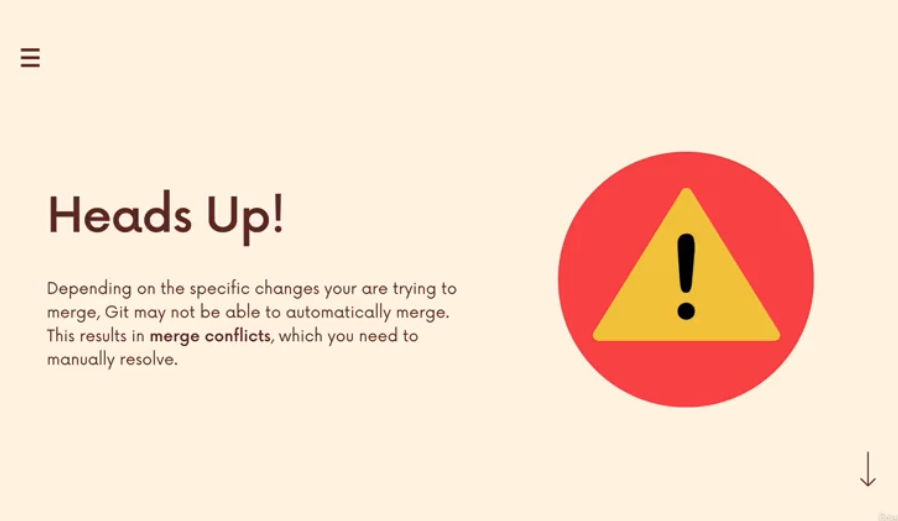 Heads Up!
Depending on the specific changes your are trying to
merge, Git may not be able to automatically merge.
This results in merge conflicts, which you need to
manually resolve.